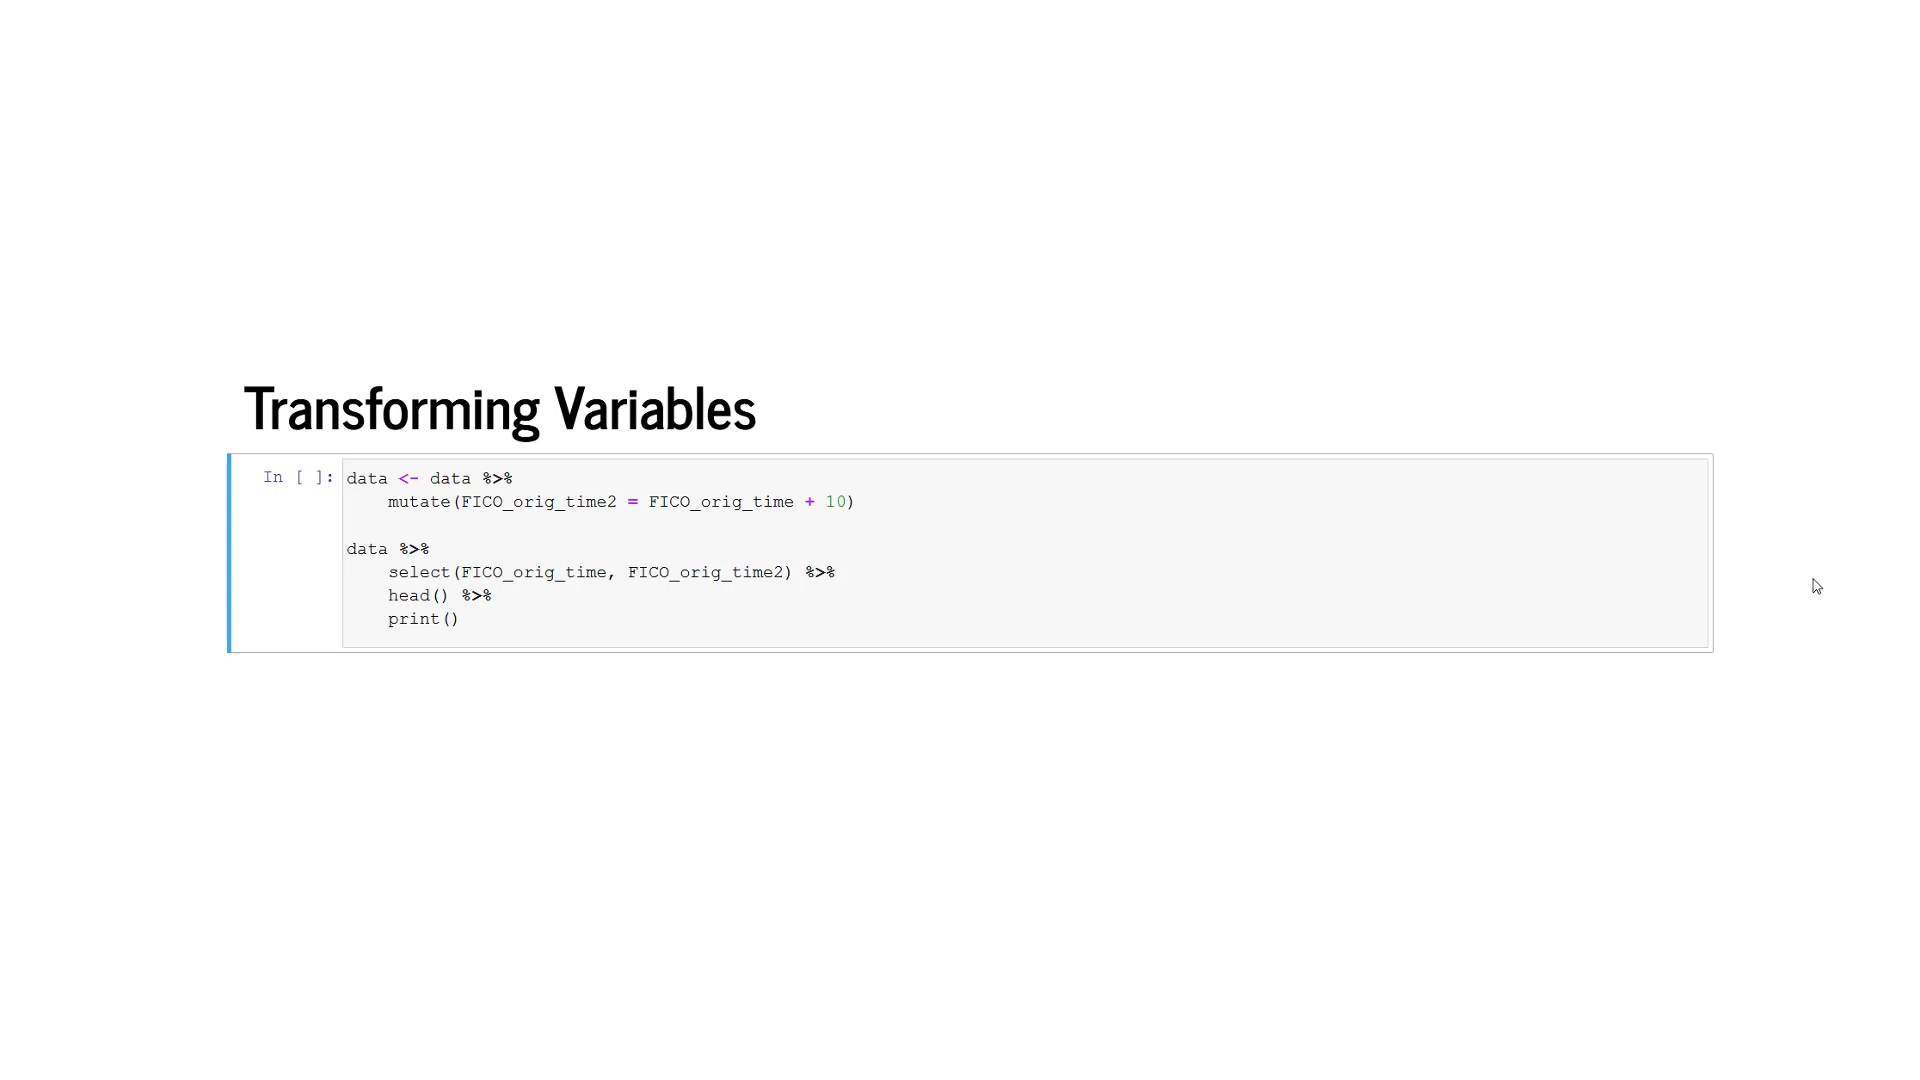 Transforming Variables
In [ ]:
data <- data %>%
    mutate(FICO_orig_time2 = FICO_orig_time + 10)

data %>%
    select(FICO_orig_time, FICO_orig_time2) %>%
    head() %>%
    print()